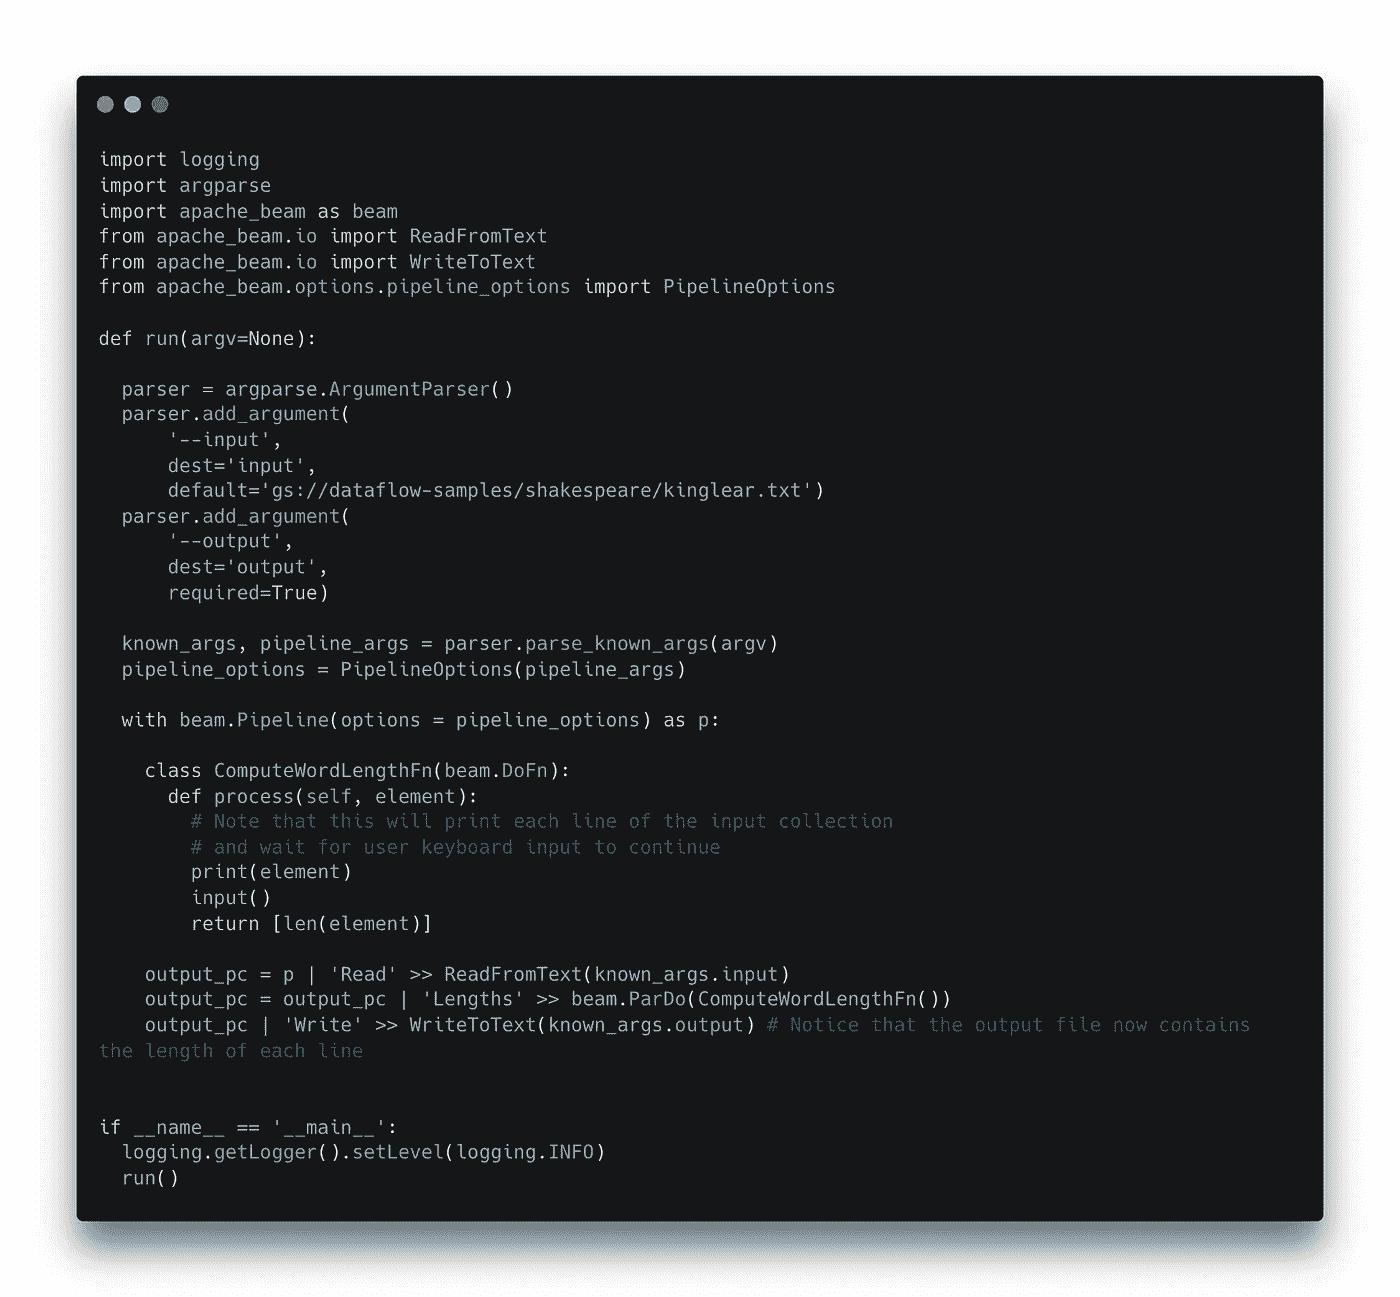 import logging
import argparse
import apache_beam as beam
from apache_beam.io import ReadFromText
from apache_beam.io import WriteToText
from apache_beam.options.pipeline_options import PipelineOptions

def run(argv=None):

  parser = argparse.ArgumentParser()
  parser.add_argument(
      '--input',
      dest='input',
      default='gs://dataflow-samples/shakespeare/kinglear.txt')
  parser.add_argument(
      '--output',
      dest='output',
      required=True)

  known_args, pipeline_args = parser.parse_known_args(argv)
  pipeline_options = PipelineOptions(pipeline_args)

  with beam.Pipeline(options = pipeline_options) as p:

    class ComputeWordLengthFn(beam.DoFn):
      def process(self, element):
        # Note that this will print each line of the input collection
        # and wait for user keyboard input to continue
        print(element)
        input()
        return [len(element)]

    output_pc = p | 'Read' >> ReadFromText(known_args.input)
    output_pc = output_pc | 'Lengths' >> beam.ParDo(ComputeWordLengthFn())
    output_pc | 'Write' >> WriteToText(known_args.output) # Notice that the output file now contains
the length of each line


if __name__ == '__main__':
  logging.getLogger().setLevel(logging.INFO)
  run()